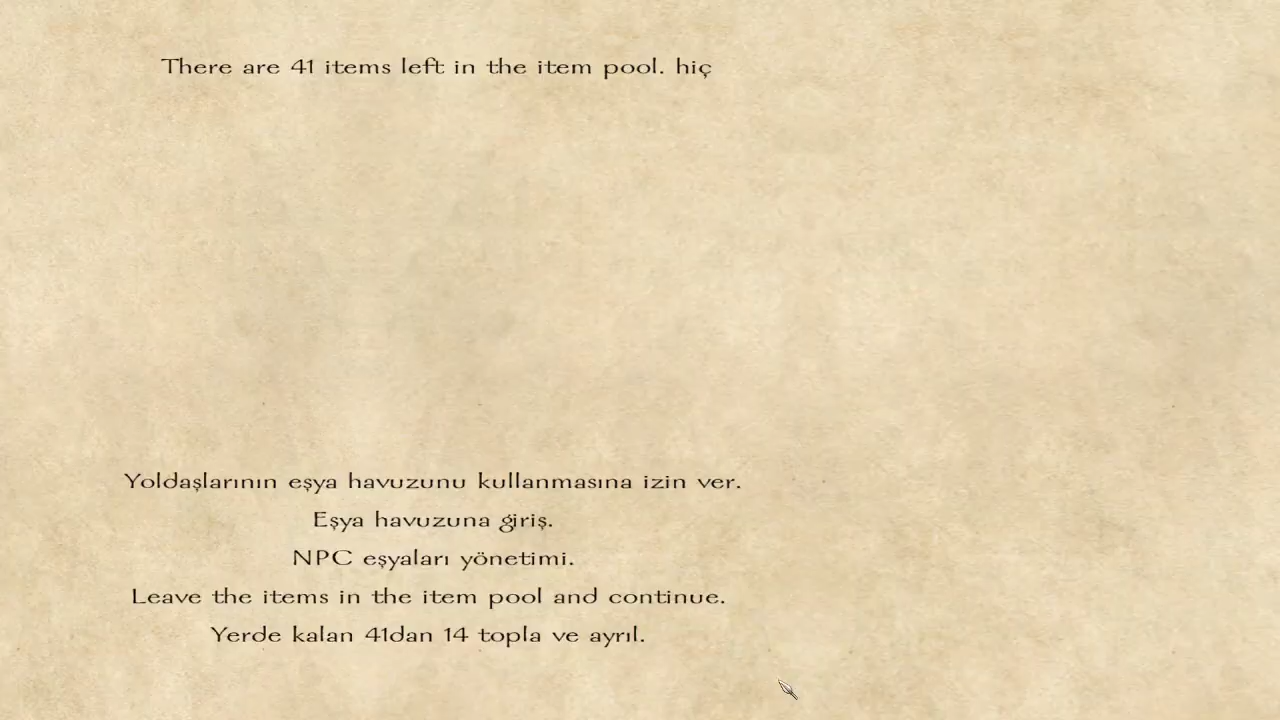 There are 41 items left in the item pool. hiç
Yoldaşlarının eşya havuzunu kullanmasına izin ver.
Eşya havuzuna giriş.
NPC eşyaları yönetimi.
Leave the items in the item pool and continue.
Yerde kalan 41dan 14 topla ve ayrıl.